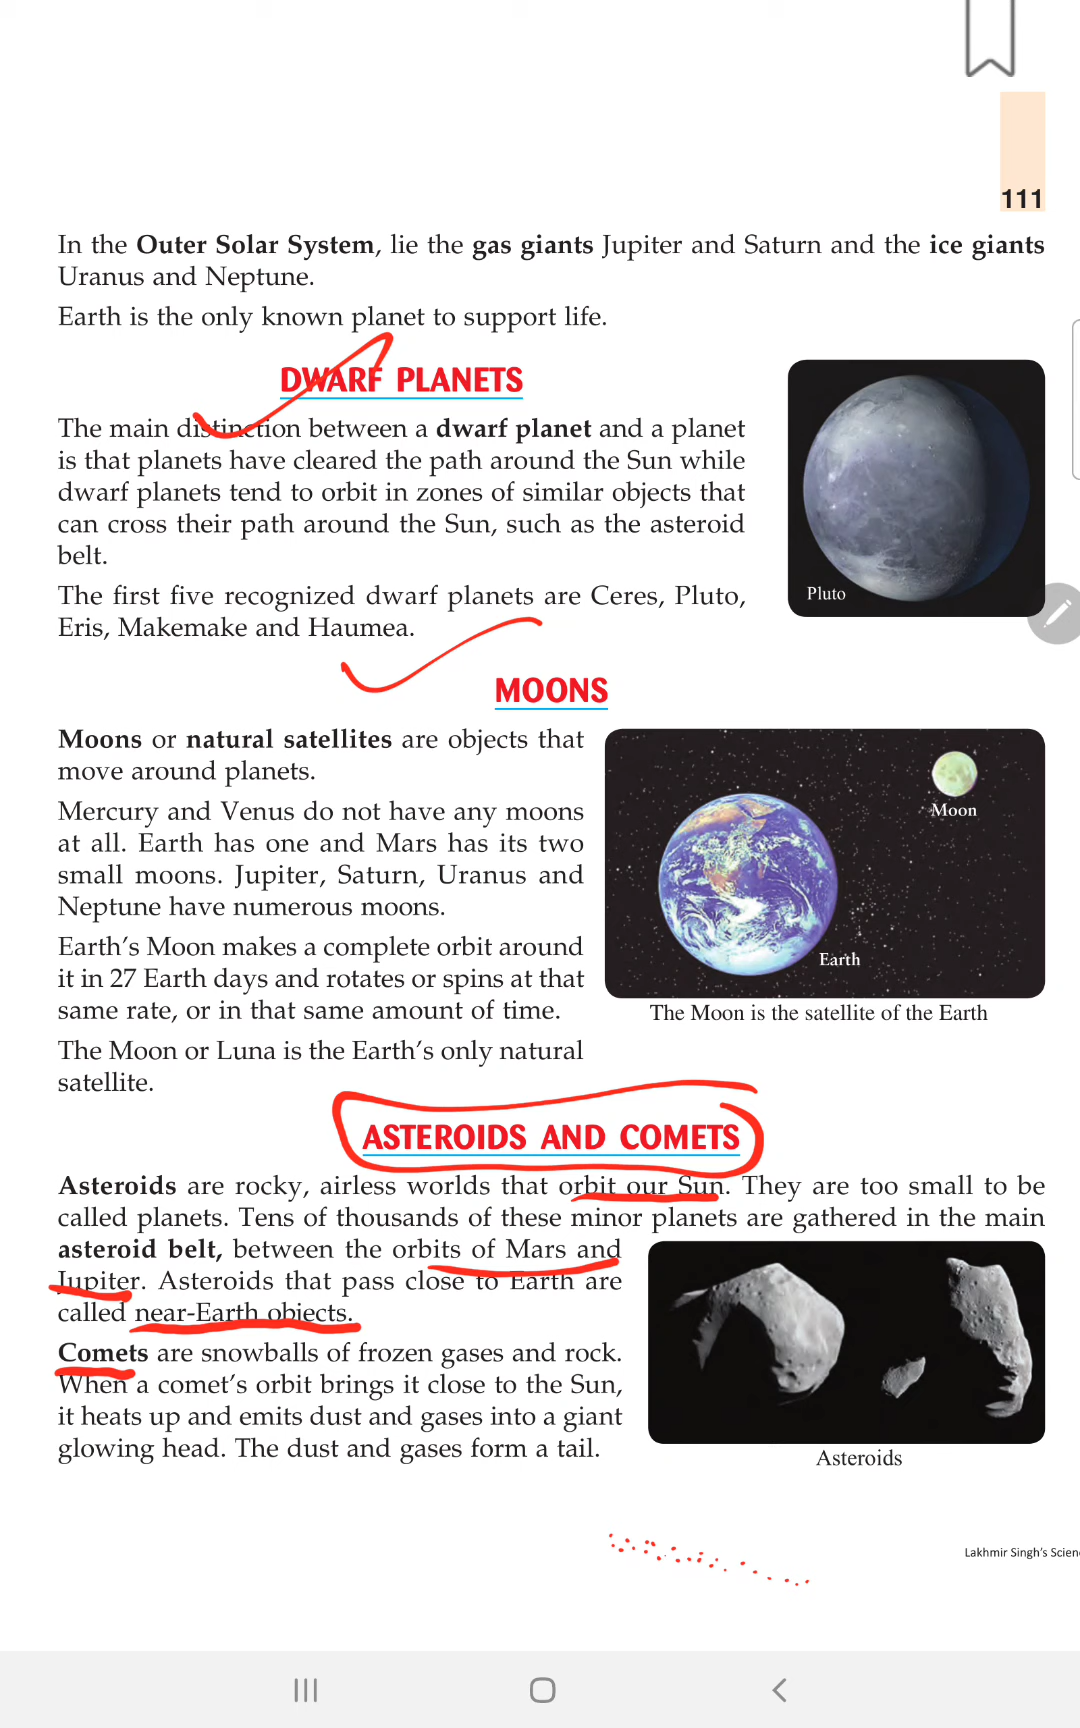 111
In the Outer Solar System, lie the gas giants Jupiter and Saturn and the ice giants
Uranus and Neptune.
Earth is the only known planet to support life.
DWARF PLANETS
The main distinction between a dwarf planet and a planet
is that planets have cleared the path around the Sun while
dwarf planets tend to orbit in zones of similar objects that
can cross their path around the Sun, such as the asteroid
belt.
The first five recognized dwarf planets are Ceres, Pluto,
Eris, Makemake and Haumea.
Pluto
MOONS
Moons or natural satellites are objects that
move around planets.
Mercury and Venus do not have any moons
at all. Earth has one and Mars has its two
small moons. Jupiter, Saturn, Uranus and
Neptune have numerous moons.
Earth's Moon makes a complete orbit around
it in 27 Earth days and rotates or spins at that
same rate, or in that same amount of time.
The Moon or Luna is the Earth's only natural
satellite.
Moon
Earth
The Moon is the satellite of the Earth
ASTEROIDS AND COMETS
Asteroids are rocky, airless worlds that orbit our Sun. They are too small to be
called planets. Tens of thousands of these minor planets are gathered in the main
asteroid belt, between the orbits of Mars and
Jupiter. Asteroids that pass close to Earth are
called near-Earth objects.
Comets are snowballs of frozen gases and rock.
When a comet's orbit brings it close to the Sun,
it heats up and emits dust and gases into a giant
glowing head. The dust and gases form a tail.
Asteroids
Lakhmir Singh's Scien